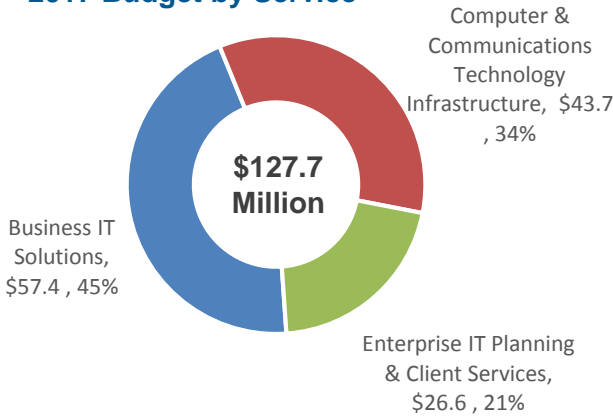 Computer &
Communications
Technology
Infrastructure, $43.7
, 34%
$127.7
Million
Business IT
Solutions,
$57.4 , 45%
Enterprise IT Planning
& Client Services,
$26.6 , 21%